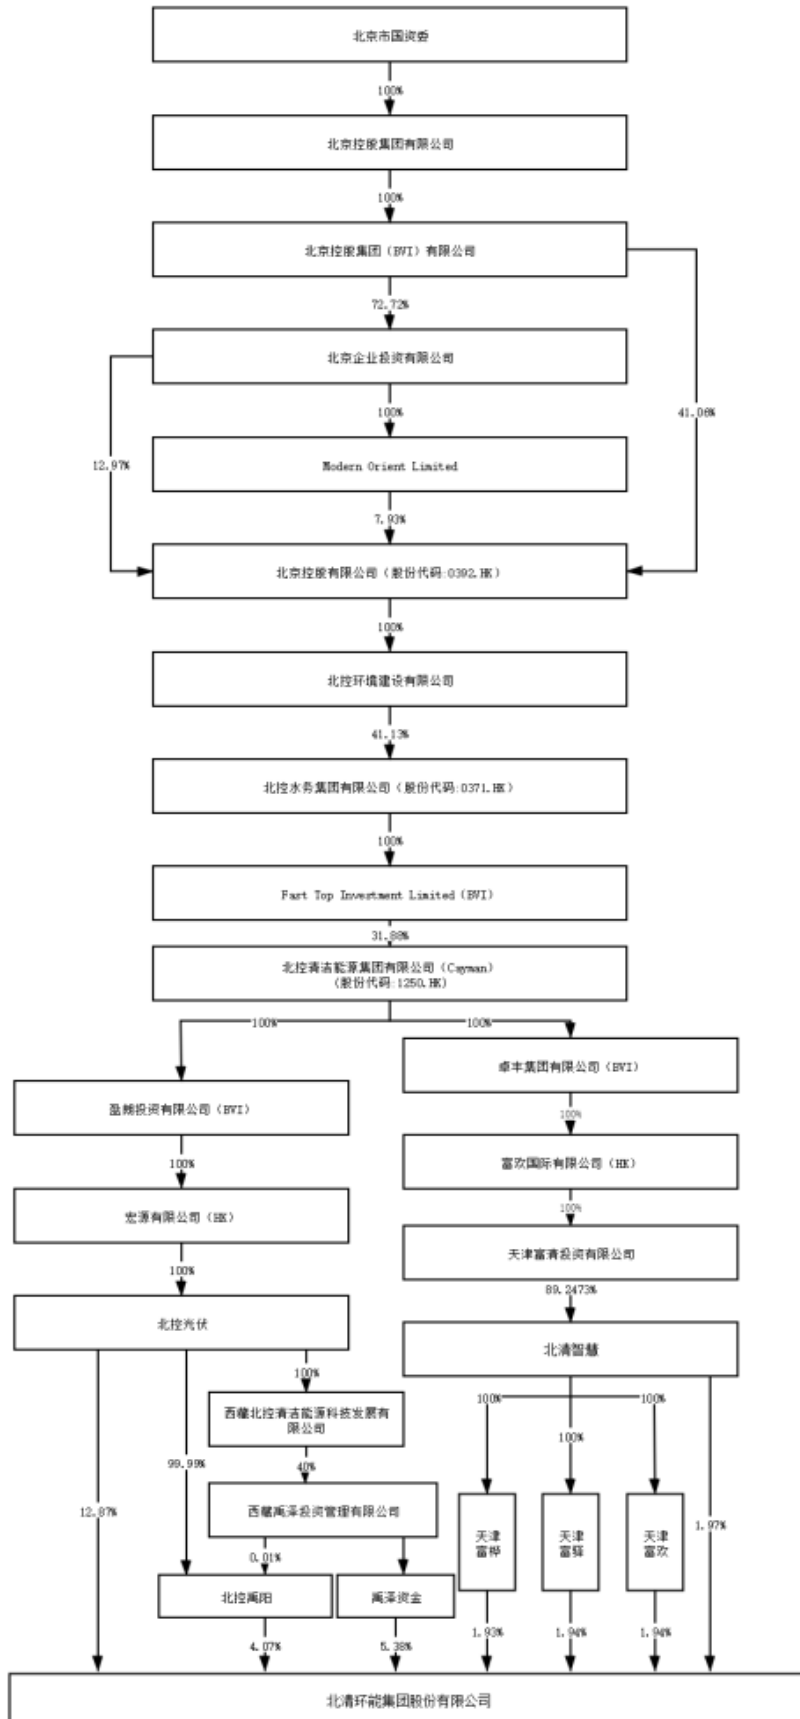 北京市国资委
100%
北京控股集团有限公司
100%
北京控股集团（BVI）有限公司
72.72%
北京企业投资有限公司
41.06%
100%
12.97%
Modern Orient Limited
7.93%
北京控股有限公司（股份代码:0392.HK）
100%
北控环境建设有限公司
41.13%
北控水务集团有限公司（股份代码:0371.HK）
100%
Fast Top Investment Limited（BVI）
31.88%
北控清洁能源集团有限公司（Cayman）
（股份代码:1250.HK）
100%
100%
卓丰集团有限公司（BVI）
盈朗投资有限公司（BVI）
100%
100%
富欢国际有限公司（HK）
宏源有限公司（HK）
100%
天津富清投资有限公司
100%
89.2473%
北控光伏
北清智慧
100%
100%
100%
西藏北控清洁能源科技发展有
限公司
100%
99.99%
40%
西藏禹泽投资管理有限公司
12.87%
1.97%
天津
富桦
天津
富驿
天津
富欢
0.01%
北控禹阳
禹泽资金
1.93%
1.94%
1.94%
4.07%
5.38%
北清环能集团股份有限公司